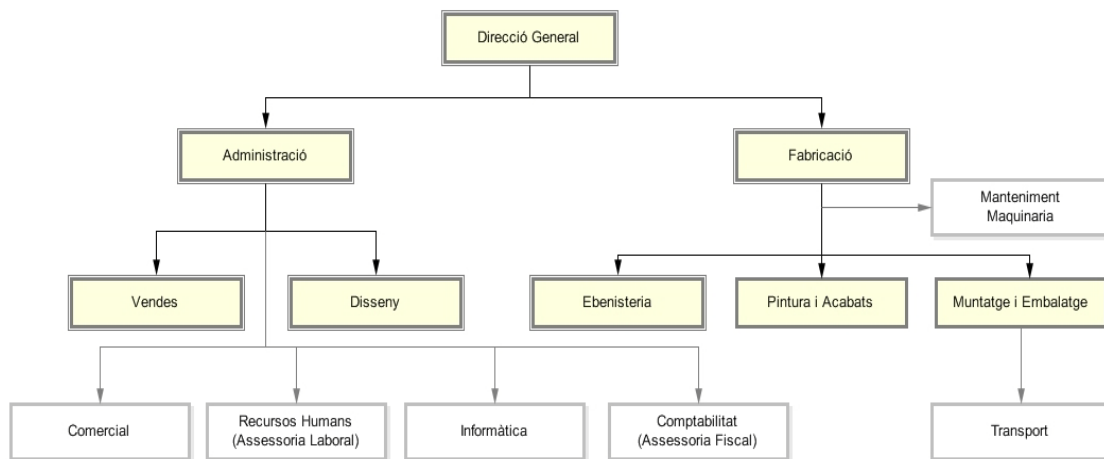 Direcció General
Administració
Fabricació
Manteniment
Maquinaria
Vendes
Disseny
Ebenisteria
Pintura i Acabats
Muntatge i Embalatge
Comercial
Recursos Humans
(Assessoria Laboral)
Informàtica
Comptabilitat
(Assessoria Fiscal)
Transport